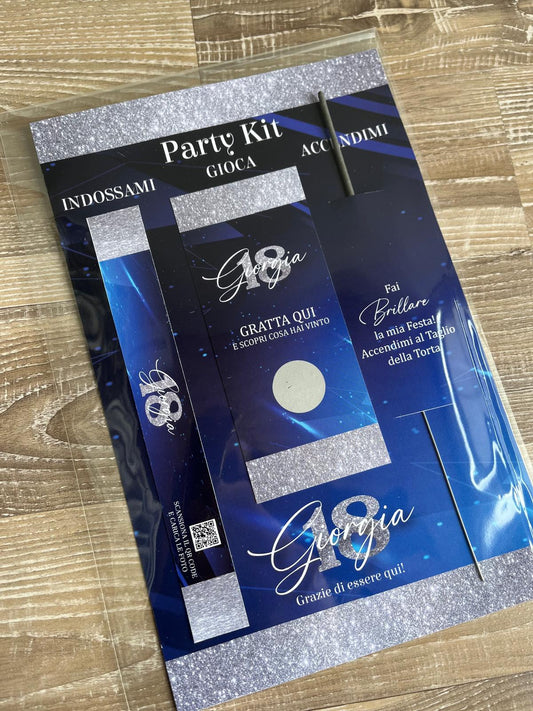 Party Kit
INDOSSAMI
GIOCA
ACCENDIMI
18
Giorgia
GRATTA QUI
E SCOPRI COSA HAI VINTO
Fai
Brillare
la mia Festa!
Accendimi al Taglio
della Torta
18
Giorgia
SCANSIONA IL QR CODE
E CARICA LE FOTO
18
Giorgia
Grazie di essere qui!